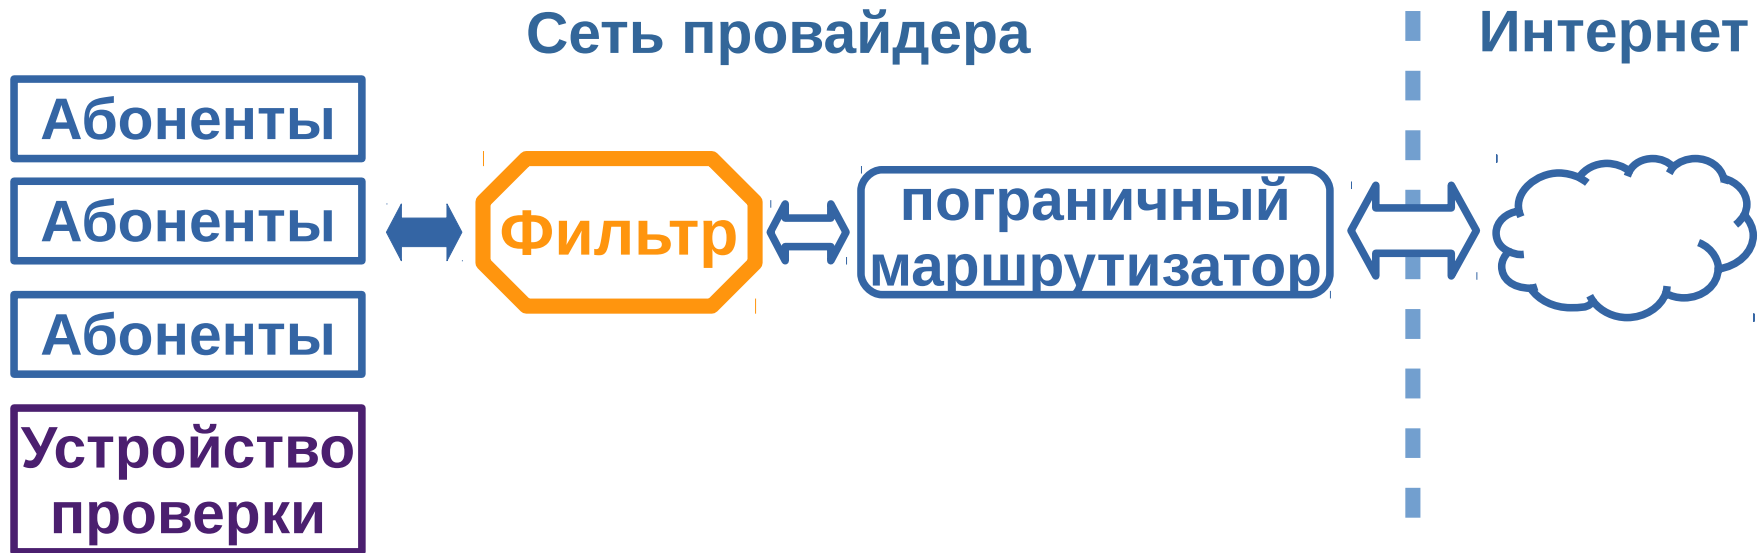 Сеть провайдера
Интернет
Абоненты
Абоненты
Абоненты
Устройство
проверки
Фильтр
пограничный
маршрутизатор